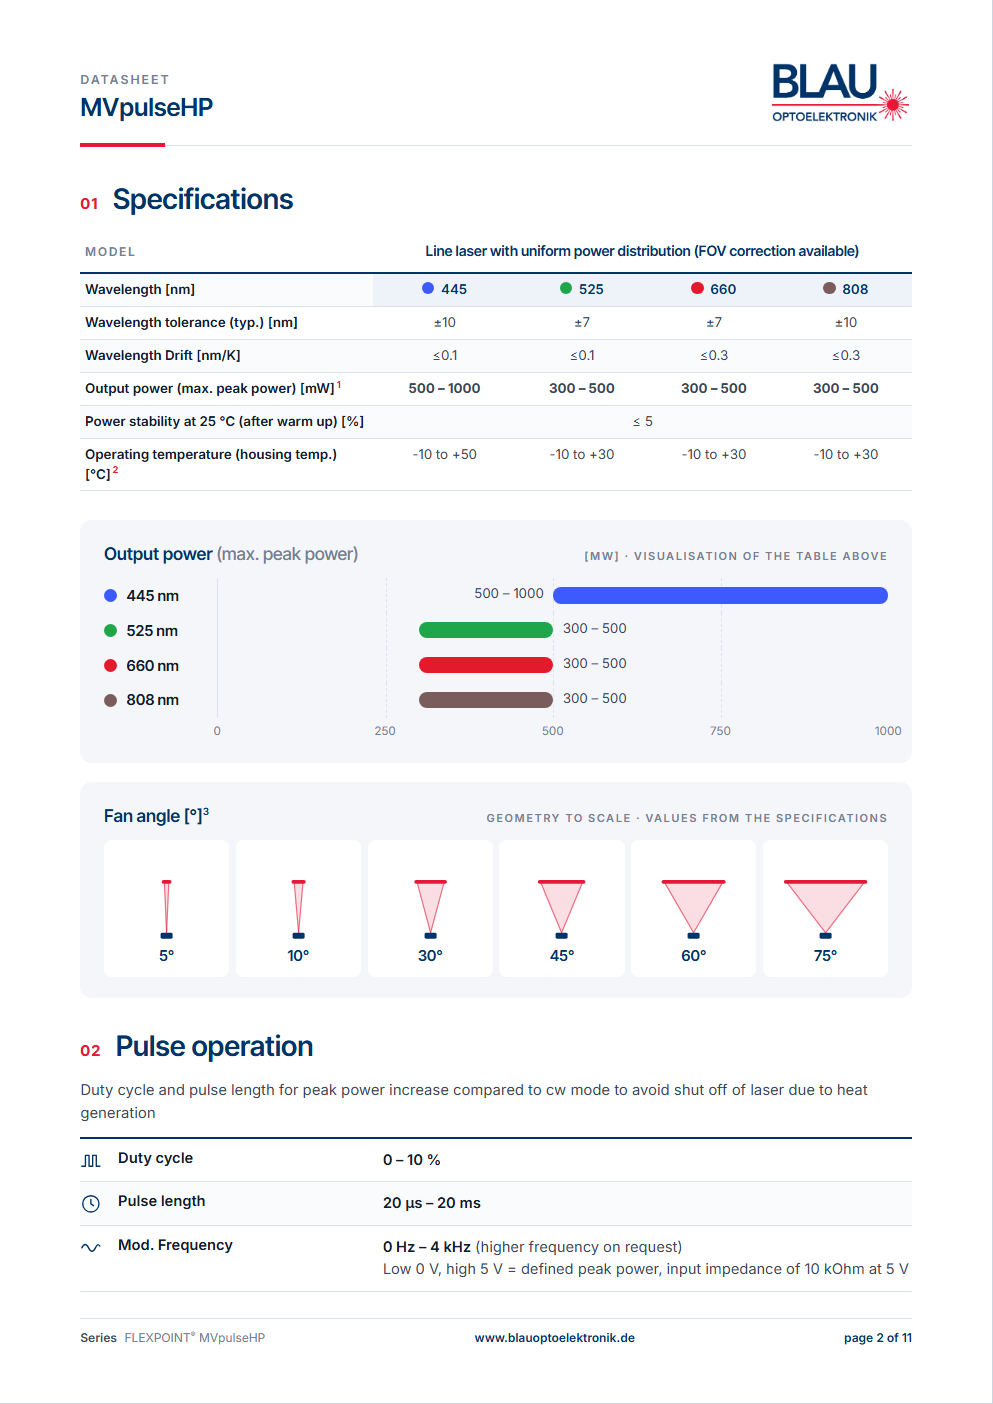 DATASHEET
MVpulseHP
BLAU
OPTOELEKTRONIK
01 Specifications
MODEL Line laser with uniform power distribution (FOV correction available)
Wavelength [nm] 445 525 660 808
Wavelength tolerance (typ.) [nm] ±10 ±7 ±7 ±10
Wavelength Drift [nm/K] ≤0.1 ≤0.1 ≤0.3 ≤0.3
Output power (max. peak power) [mW]¹ 500 – 1000 300 – 500 300 – 500 300 – 500
Power stability at 25 °C (after warm up) [%] ≤ 5
Operating temperature (housing temp.) -10 to +50 -10 to +30 -10 to +30 -10 to +30
[°C]²
Output power (max. peak power) [MW] · VISUALISATION OF THE TABLE ABOVE
445 nm 500 – 1000
525 nm 300 – 500
660 nm 300 – 500
808 nm 300 – 500
0 250 500 750 1000
Fan angle [°]³ GEOMETRY TO SCALE · VALUES FROM THE SPECIFICATIONS
5° 10° 30° 45° 60° 75°
02 Pulse operation
Duty cycle and pulse length for peak power increase compared to cw mode to avoid shut off of laser due to heat
generation
Duty cycle 0 – 10 %
Pulse length 20 µs – 20 ms
Mod. Frequency 0 Hz – 4 kHz (higher frequency on request)
Low 0 V, high 5 V = defined peak power, input impedance of 10 kOhm at 5 V
Series FLEXPOINT® MVpulseHP www.blauoptoelektronik.de page 2 of 11